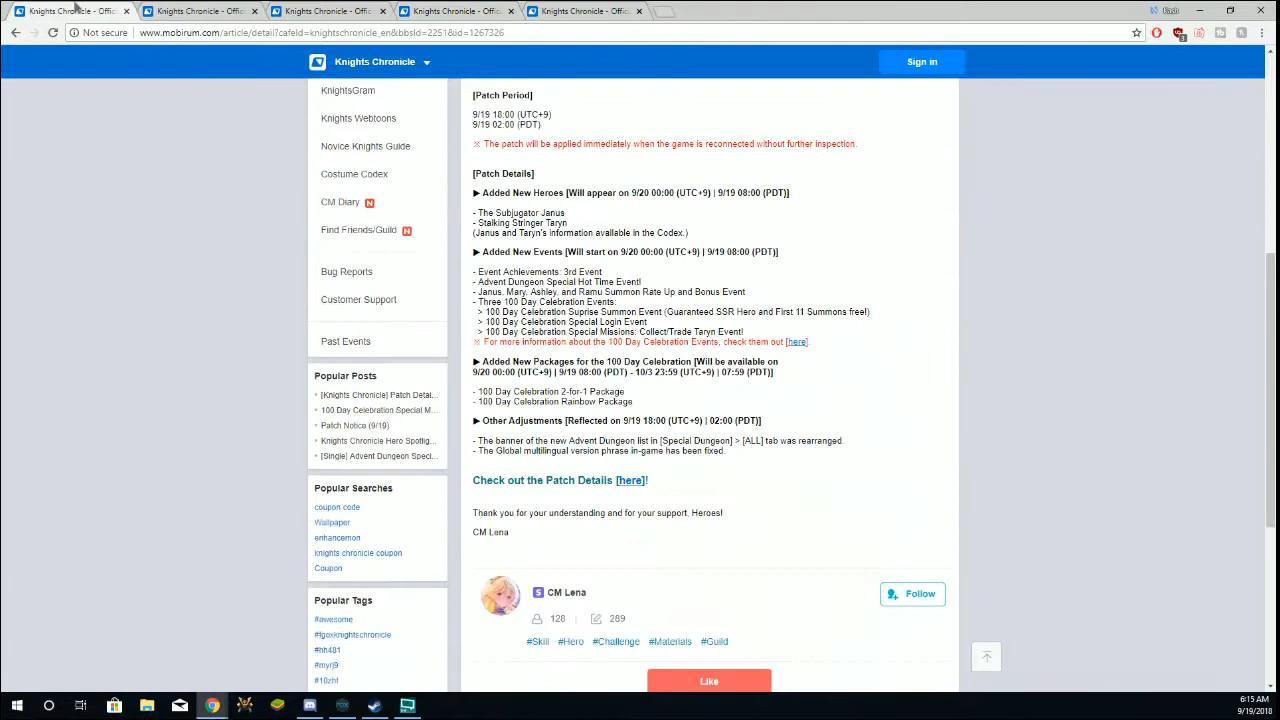 Knights Chronicle - Offic
Knights Chronicle - Offic
Knights Chronicle - Offic
Knights Chronicle - Offic
Knights Chronicle - Offic
Not secure
www.mobirum.com/article/detail?cafeId=knightschronicle_en&bbsId=2251&id=1267326
Knights Chronicle
Sign in
KnightsGram
Knights Webtoons
Novice Knights Guide
Costume Codex
CM Diary N
Find Friends/Guild N
Bug Reports
Customer Support
Past Events
Popular Posts
[Knights Chronicle] Patch Detai...
100 Day Celebration Special M...
Patch Notice (9/19)
Knights Chronicle Hero Spotlig...
[Single] Advent Dungeon Speci...
Popular Searches
coupon code
Wallpaper
enhancemon
knights chronicle coupon
Coupon
Popular Tags
#awesome
#fgoxknightschronicle
#hh481
#myrj9
#10zht
[Patch Period]
9/19 18:00 (UTC+9)
9/19 02:00 (PDT)
※ The patch will be applied immediately when the game is reconnected without further inspection.
[Patch Details]
▶ Added New Heroes [Will appear on 9/20 00:00 (UTC+9) | 9/19 08:00 (PDT)]
- The Subjugator Janus
- Stalking Stringer Taryn
(Janus and Taryn's information available in the Codex.)
▶ Added New Events [Will start on 9/20 00:00 (UTC+9) | 9/19 08:00 (PDT)]
- Event Achievements: 3rd Event
- Advent Dungeon Special Hot Time Event!
- Janus, Mary, Ashley, and Ramu Summon Rate Up and Bonus Event
- Three 100 Day Celebration Events:
> 100 Day Celebration Suprise Summon Event (Guaranteed SSR Hero and First 11 Summons free!)
> 100 Day Celebration Special Login Event
> 100 Day Celebration Special Missions: Collect/Trade Taryn Event!
※ For more information about the 100 Day Celebration Events, check them out [here].
▶ Added New Packages for the 100 Day Celebration [Will be available on
9/20 00:00 (UTC+9) | 9/19 08:00 (PDT) - 10/3 23:59 (UTC+9) | 07:59 (PDT)]
- 100 Day Celebration 2-for-1 Package
- 100 Day Celebration Rainbow Package
▶ Other Adjustments [Reflected on 9/19 18:00 (UTC+9) | 02:00 (PDT)]
- The banner of the new Advent Dungeon list in [Special Dungeon] > [ALL] tab was rearranged.
- The Global multilingual version phrase in-game has been fixed.
Check out the Patch Details [here]!
Thank you for your understanding and for your support, Heroes!
CM Lena
S CM Lena
128 | 289
Follow
#Skill #Hero #Challenge #Materials #Guild
Like
6:15 AM
9/19/2018